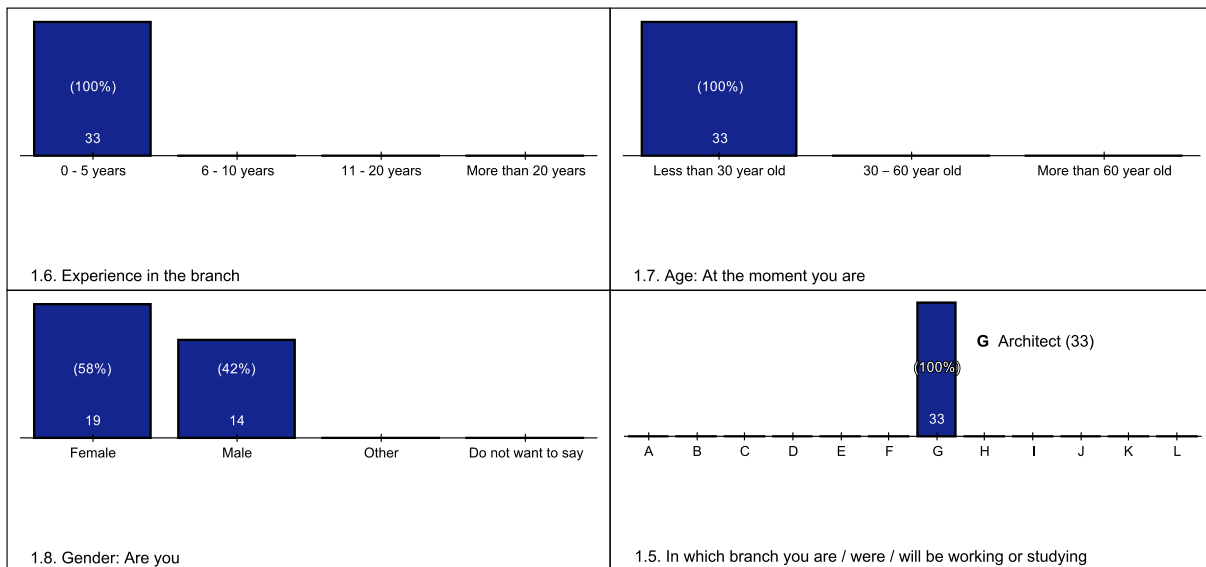 (100%)
33
0 - 5 years
6 - 10 years
11 - 20 years
More than 20 years
1.6. Experience in the branch
(100%)
33
Less than 30 year old
30 – 60 year old
More than 60 year old
1.7. Age: At the moment you are
(58%)
(42%)
19
14
Female
Male
Other
Do not want to say
1.8. Gender: Are you
G Architect (33)
(100%)
33
A B C D E F G H I J K L
1.5. In which branch you are / were / will be working or studying